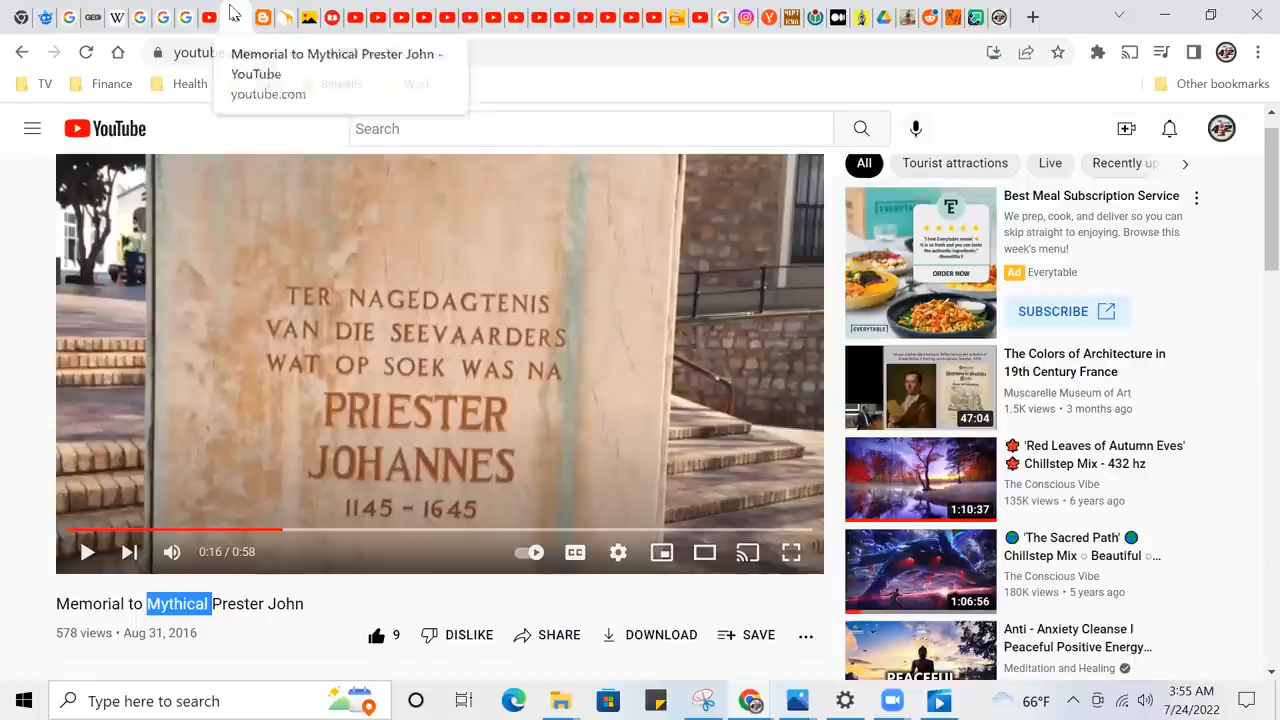 Memorial to Mythical Prester John -
YouTube
youtube.com
youtube
TV
Finance
Health
Benefits
Work
Other bookmarks
YouTube
Search
All
Tourist attractions
Live
Recently up
TER NAGEDAGTENIS
VAN DIE SEEVAARDERS
WAT OP SOEK WAS NA
PRIESTER
JOHANNES
1145 - 1645
0:16 / 0:58
CC
Memorial to Mythical Prester John
578 views • Aug 31, 2016
9
DISLIKE
SHARE
DOWNLOAD
SAVE
EVERYTABLE
ORDER NOW
Best Meal Subscription Service
We prep, cook, and deliver so you can
skip straight to enjoying. Browse this
week's menu!
Ad Everytable
SUBSCRIBE
47:04
The Colors of Architecture in
19th Century France
Muscarelle Museum of Art
1.5K views • 3 months ago
1:10:37
🍁 'Red Leaves of Autumn Eves'
🍁 Chillstep Mix - 432 hz
The Conscious Vibe
135K views • 6 years ago
1:06:56
'The Sacred Path'
Chillstep Mix ○ Beautiful ○...
The Conscious Vibe
180K views • 5 years ago
PEACEFUL
Anti - Anxiety Cleanse I
Peaceful Positive Energy...
Meditation and Healing
Type here to search
66°F
3:55 AM
7/24/2022